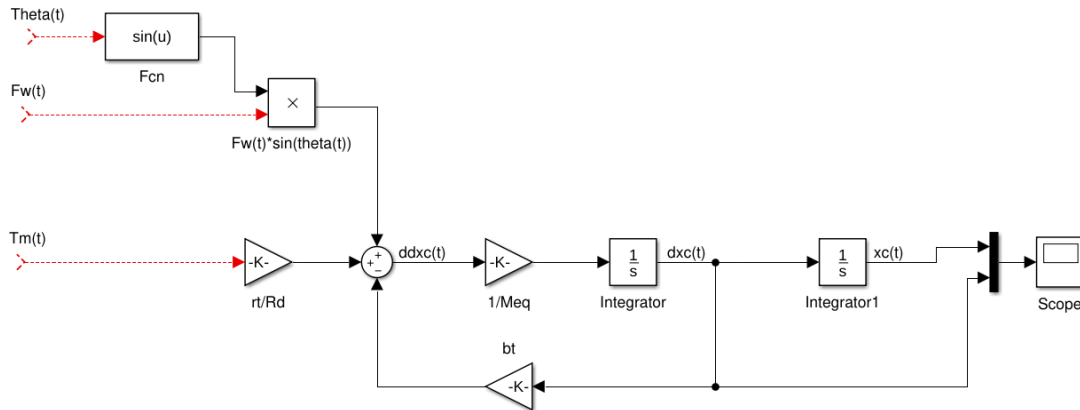 Theta(t)
sin(u)
Fcn
Fw(t)
×
Fw(t)*sin(theta(t))
Tm(t)
-K-
rt/Rd
+
+
−
ddxc(t)
-K-
1/Meq
1
s
Integrator
dxc(t)
1
s
Integrator1
xc(t)
Scope
bt
-K-